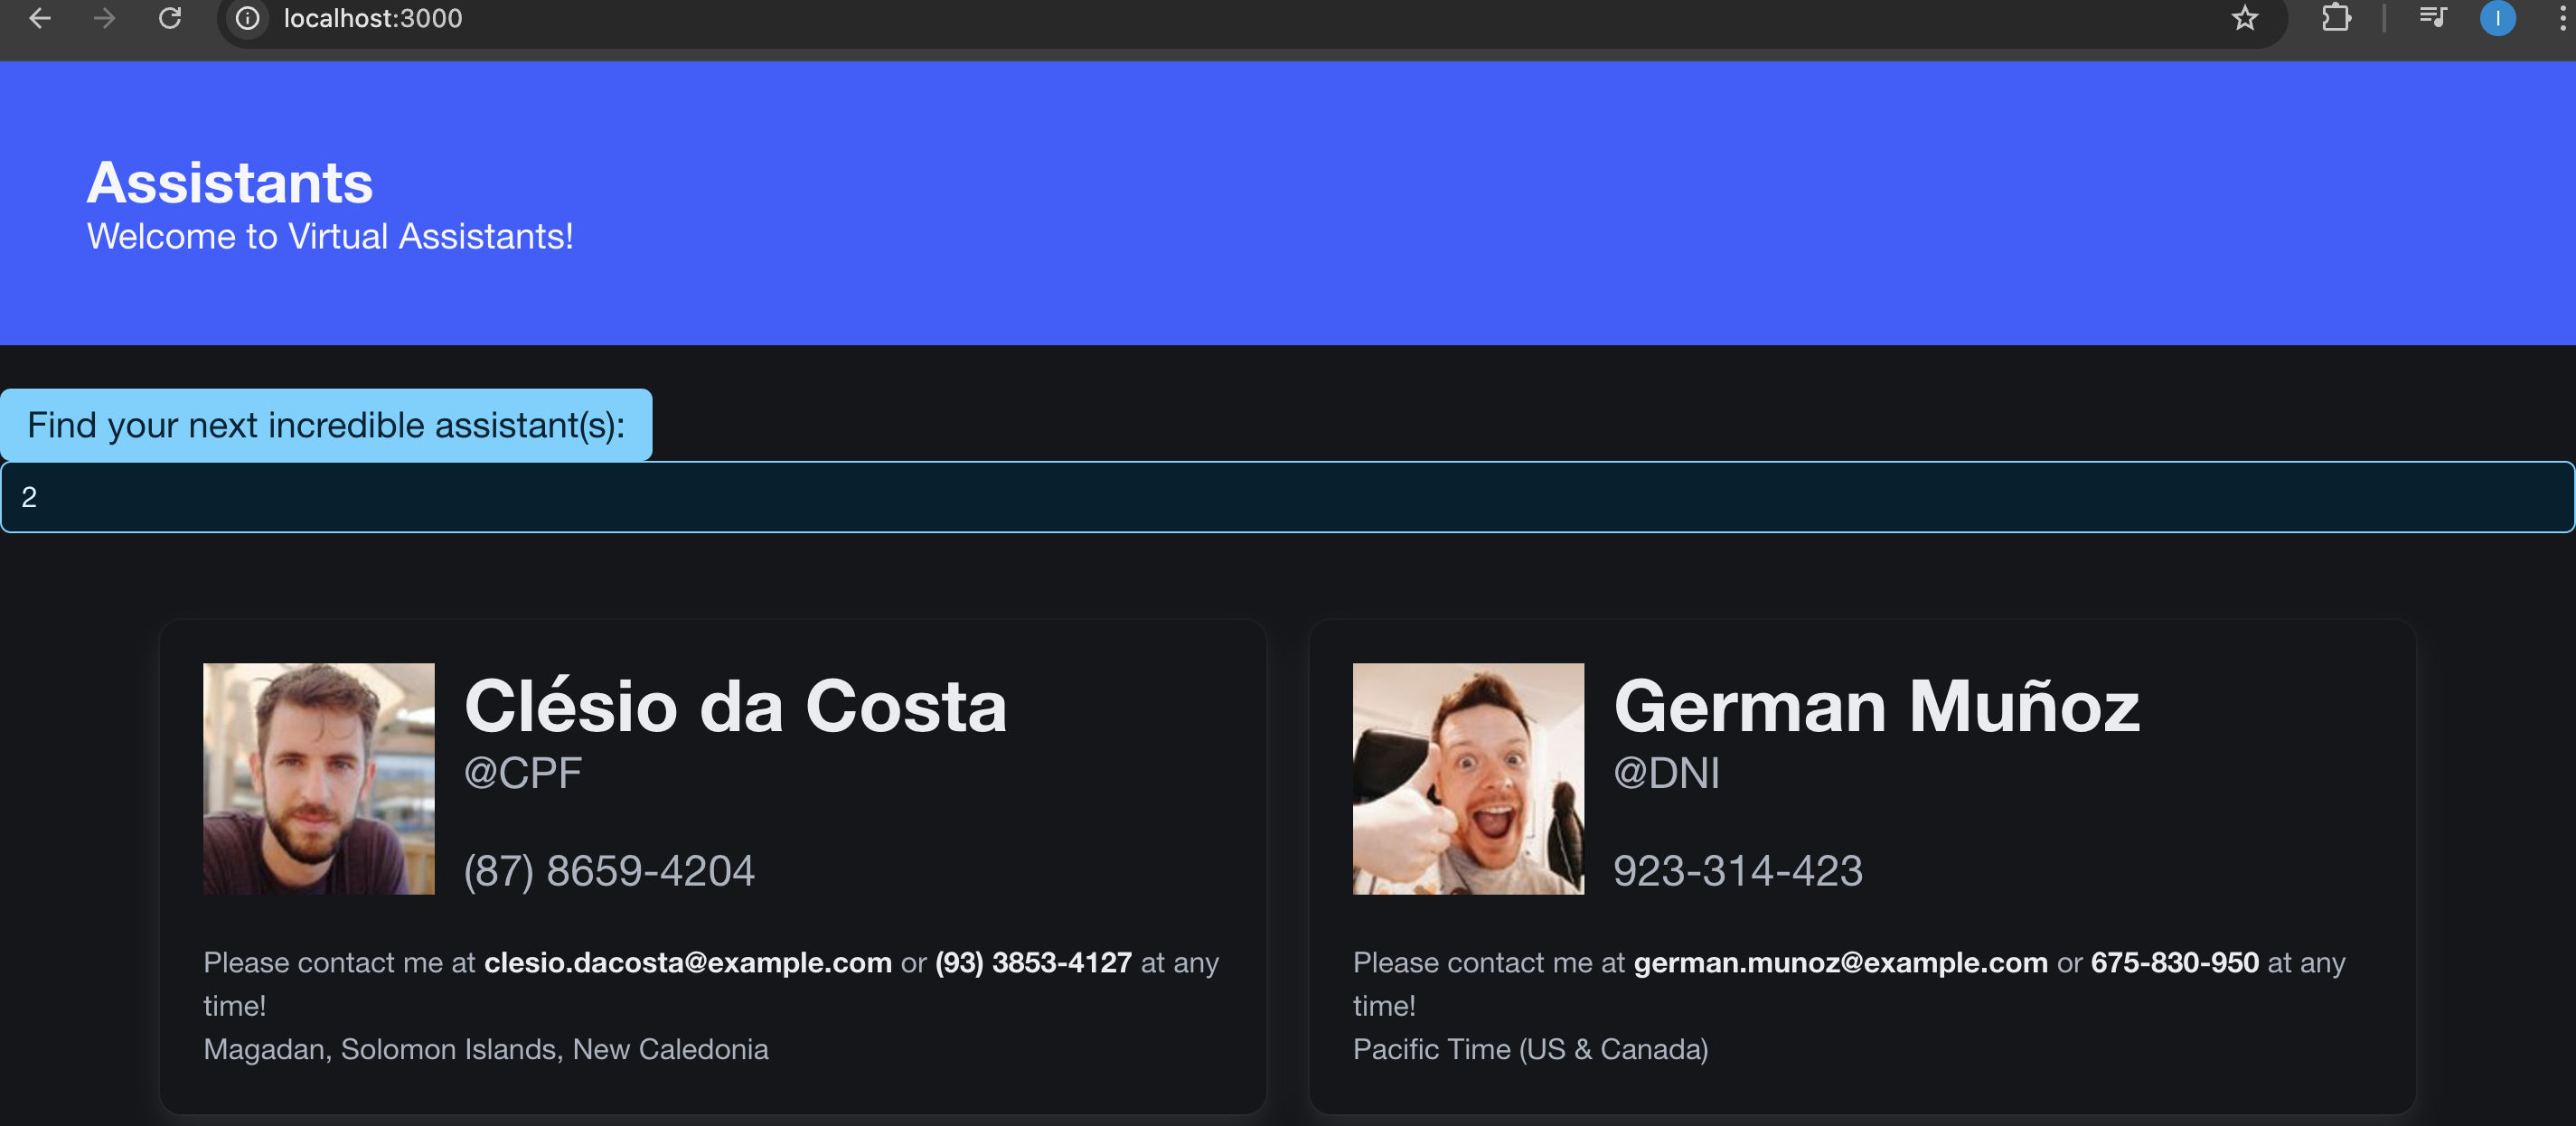 localhost:3000
I
Assistants
Welcome to Virtual Assistants!
Find your next incredible assistant(s):
2
Clésio da Costa
@CPF
(87) 8659-4204
Please contact me at clesio.dacosta@example.com or (93) 3853-4127 at any
time!
Magadan, Solomon Islands, New Caledonia
German Muñoz
@DNI
923-314-423
Please contact me at german.munoz@example.com or 675-830-950 at any
time!
Pacific Time (US & Canada)